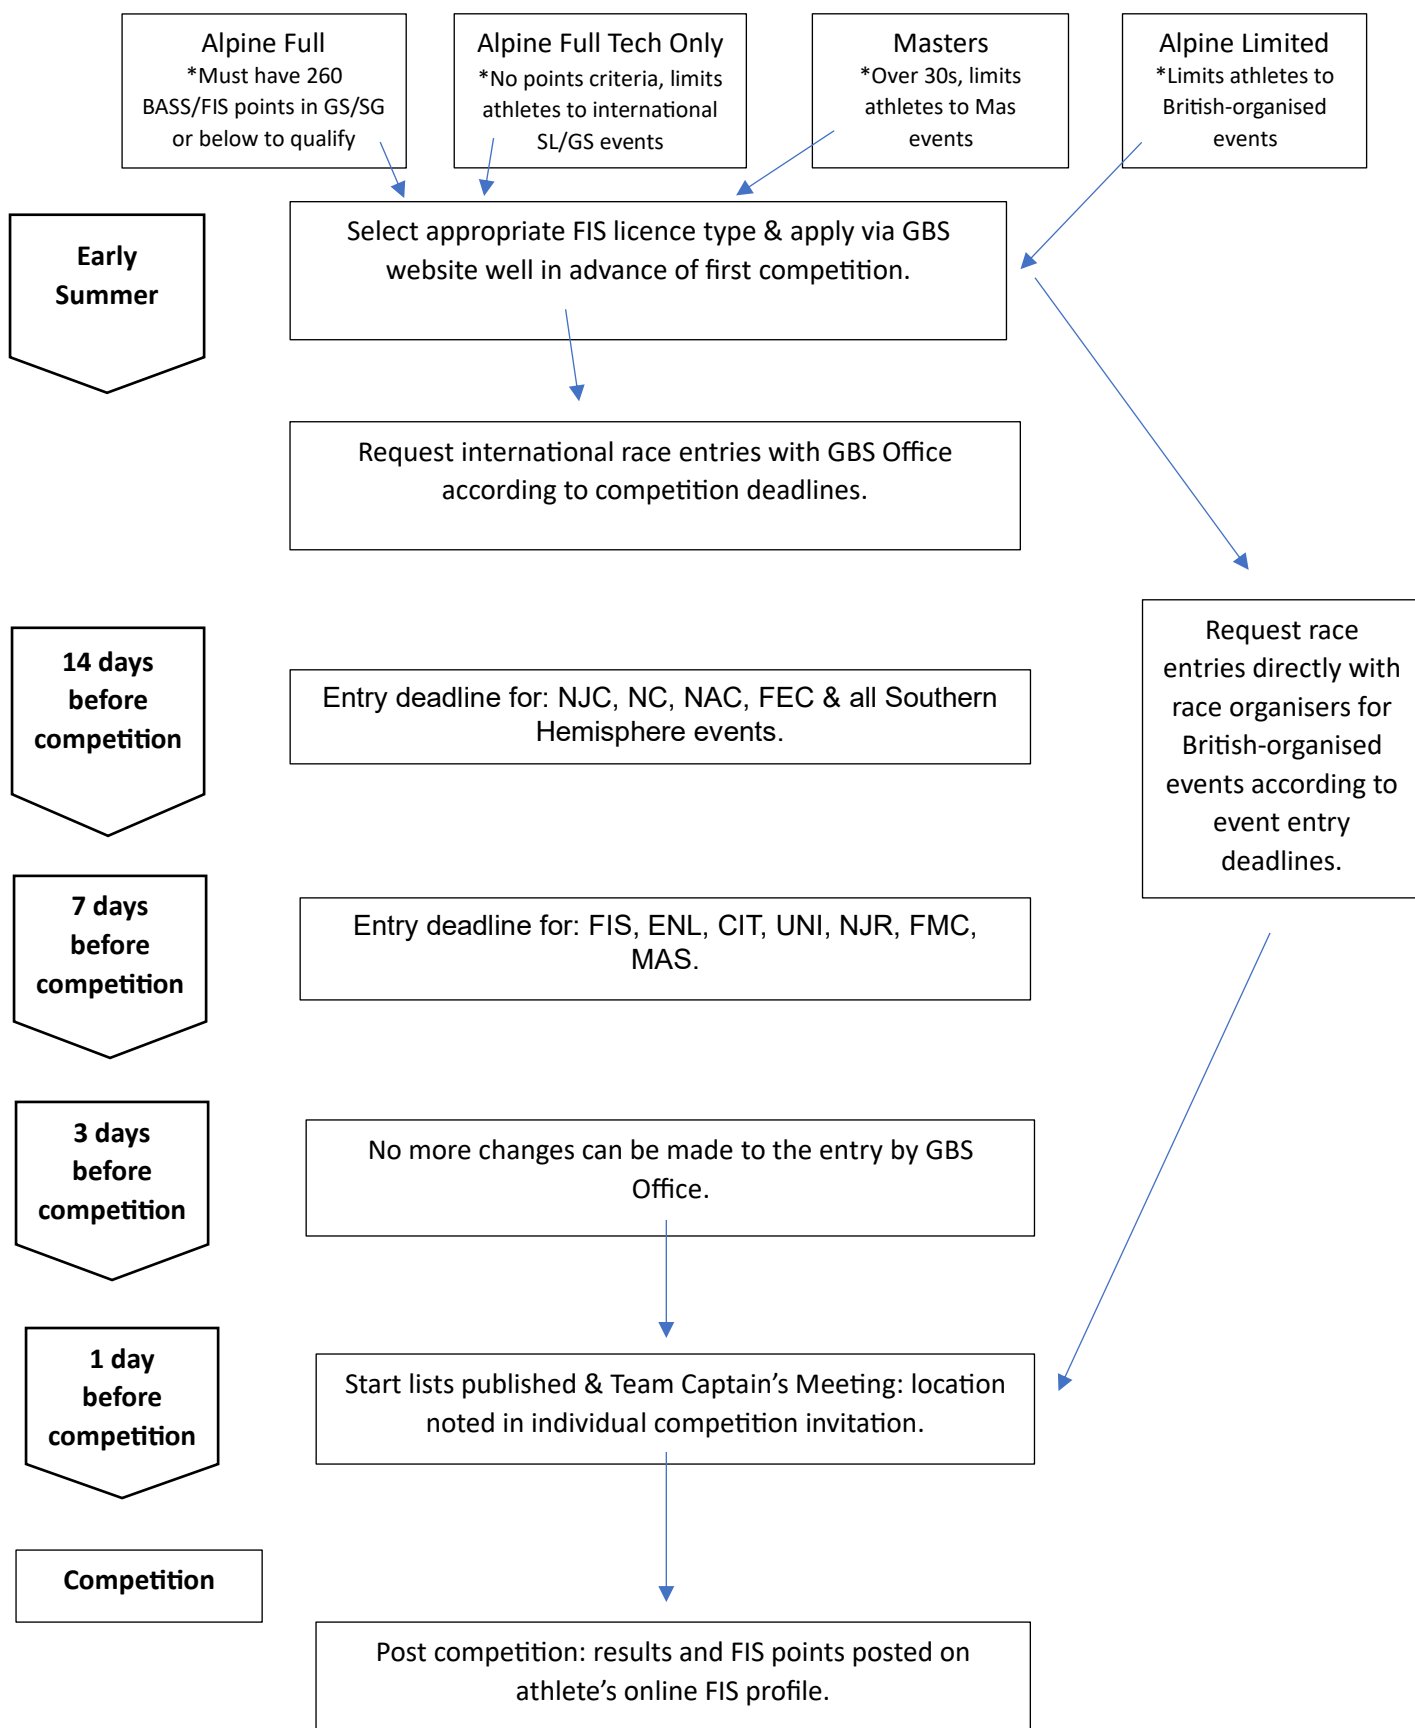 Alpine Full
*Must have 260
BASS/FIS points in GS/SG
or below to qualify
Alpine Full Tech Only
*No points criteria, limits
athletes to international
SL/GS events
Masters
*Over 30s, limits
athletes to Mas
events
Alpine Limited
*Limits athletes to
British-organised
events
Early
Summer
Select appropriate FIS licence type & apply via GBS
website well in advance of first competition.
Request international race entries with GBS Office
according to competition deadlines.
Request race
entries directly with
race organisers for
British-organised
events according to
event entry
deadlines.
14 days
before
competition
Entry deadline for: NJC, NC, NAC, FEC & all Southern
Hemisphere events.
7 days
before
competition
Entry deadline for: FIS, ENL, CIT, UNI, NJR, FMC,
MAS.
3 days
before
competition
No more changes can be made to the entry by GBS
Office.
1 day
before
competition
Start lists published & Team Captain’s Meeting: location
noted in individual competition invitation.
Competition
Post competition: results and FIS points posted on
athlete’s online FIS profile.